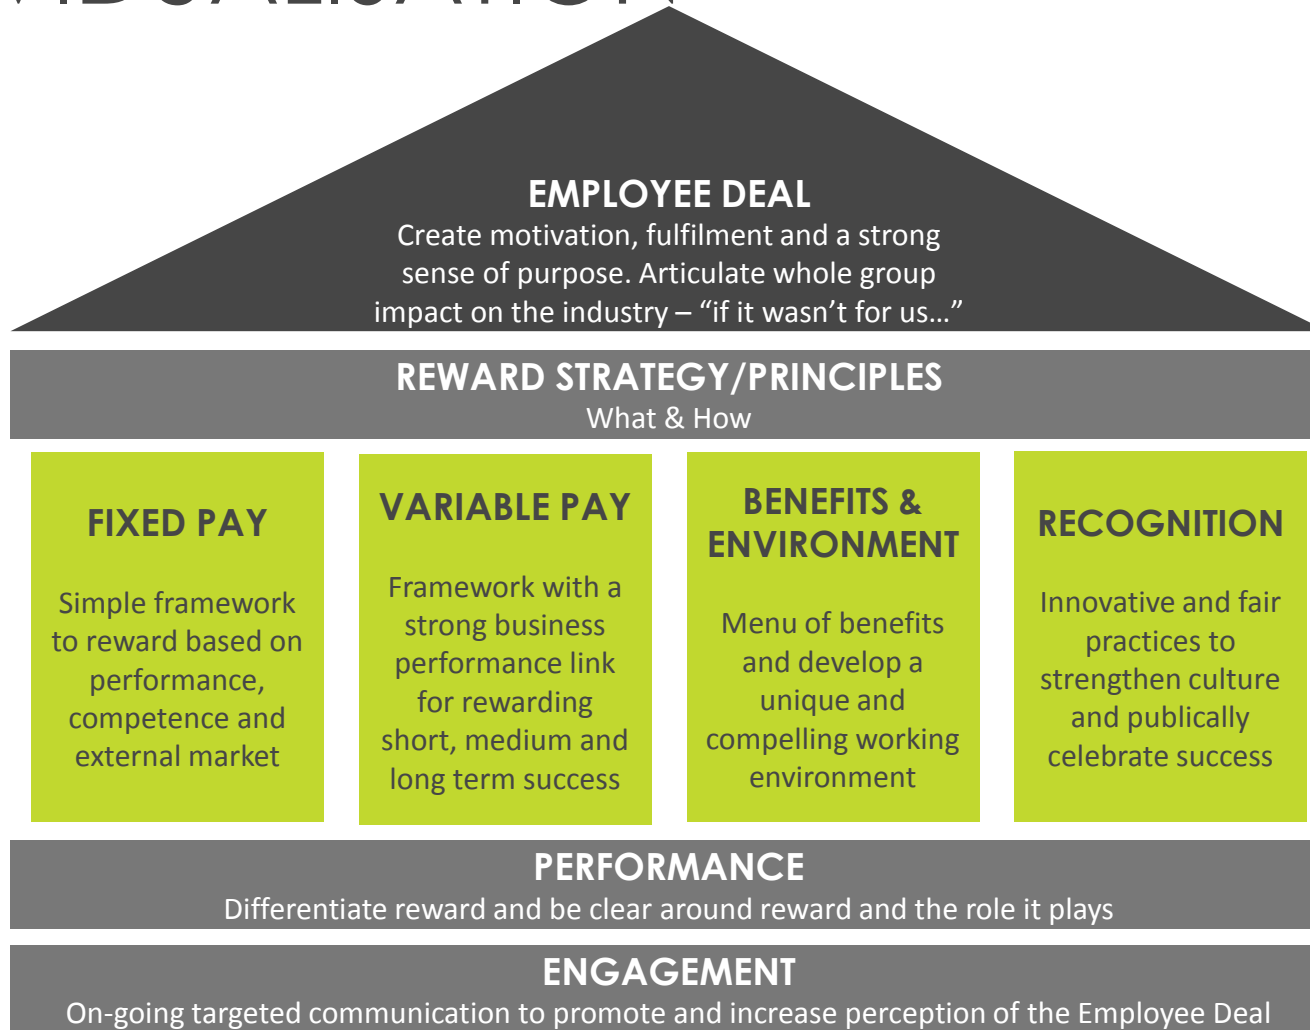 EMPLOYEE DEAL
Create motivation, fulfilment and a strong
sense of purpose. Articulate whole group
impact on the industry – “if it wasn’t for us…”
REWARD STRATEGY/PRINCIPLES
What & How
FIXED PAY
Simple framework
to reward based on
performance,
competence and
external market
VARIABLE PAY
Framework with a
strong business
performance link
for rewarding
short, medium and
long term success
BENEFITS &
ENVIRONMENT
Menu of benefits
and develop a
unique and
compelling working
environment
RECOGNITION
Innovative and fair
practices to
strengthen culture
and publically
celebrate success
PERFORMANCE
Differentiate reward and be clear around reward and the role it plays
ENGAGEMENT
On-going targeted communication to promote and increase perception of the Employee Deal